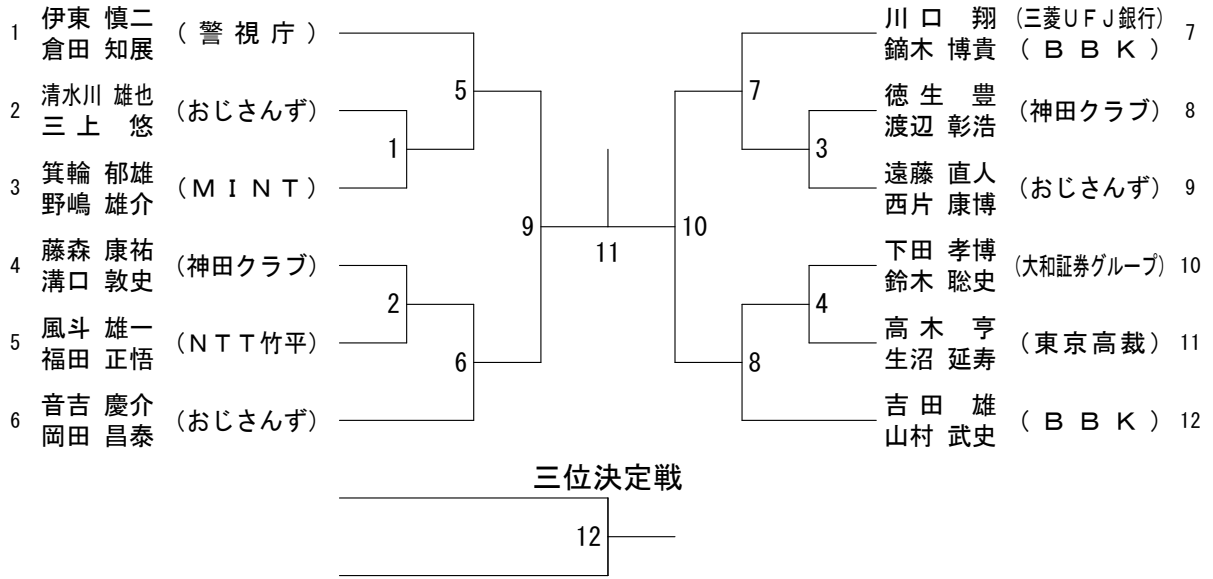 1 伊東 慎二 (警視庁)
倉田 知展
2 清水川 雄也 (おじさんず)
三上 悠
3 箕輪 郁雄 (ＭＩＮＴ)
野嶋 雄介
4 藤森 康祐 (神田クラブ)
溝口 敦史
5 風斗 雄一 (ＮＴＴ竹平)
福田 正悟
6 音吉 慶介 (おじさんず)
岡田 昌泰
5
1
2
6
9
11
10
7
3
4
8
川口 翔 (三菱ＵＦＪ銀行) 7
鏑木 博貴 (ＢＢＫ)
徳生 豊 (神田クラブ) 8
渡辺 彰浩
遠藤 直人 (おじさんず) 9
西片 康博
下田 孝博 (大和証券グループ) 10
鈴木 聡史
高木 亨 (東京高裁) 11
生沼 延寿
吉田 雄 (ＢＢＫ) 12
山村 武史
三位決定戦
12